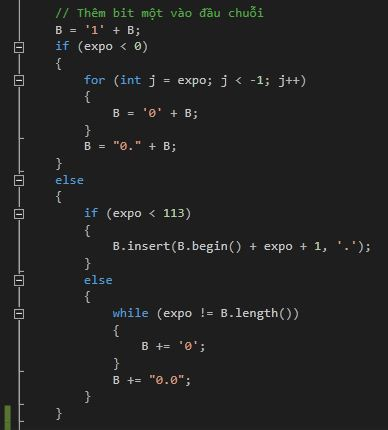 // Thêm bit một vào đầu chuỗi
B = '1' + B;
if (expo < 0)
{
for (int j = expo; j < -1; j++)
{
B = '0' + B;
}
B = "0." + B;
}
else
{
if (expo < 113)
{
B.insert(B.begin() + expo + 1, '.');
}
else
{
while (expo != B.length())
{
B += '0';
}
B += "0.0";
}
}